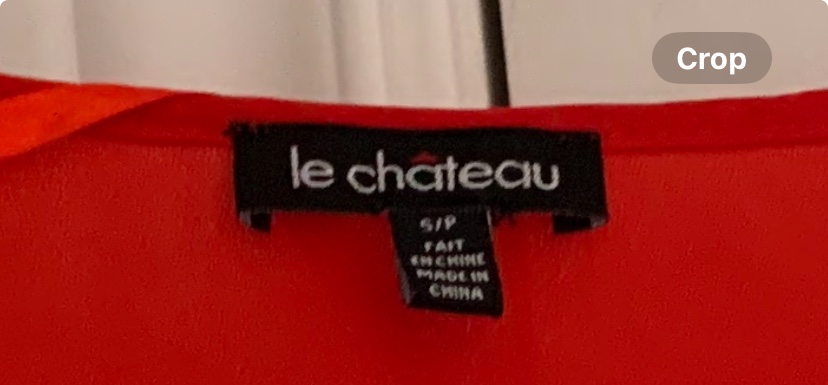 Crop
le château
S/P
FAIT
EN CHINE
MADE IN
CHINA